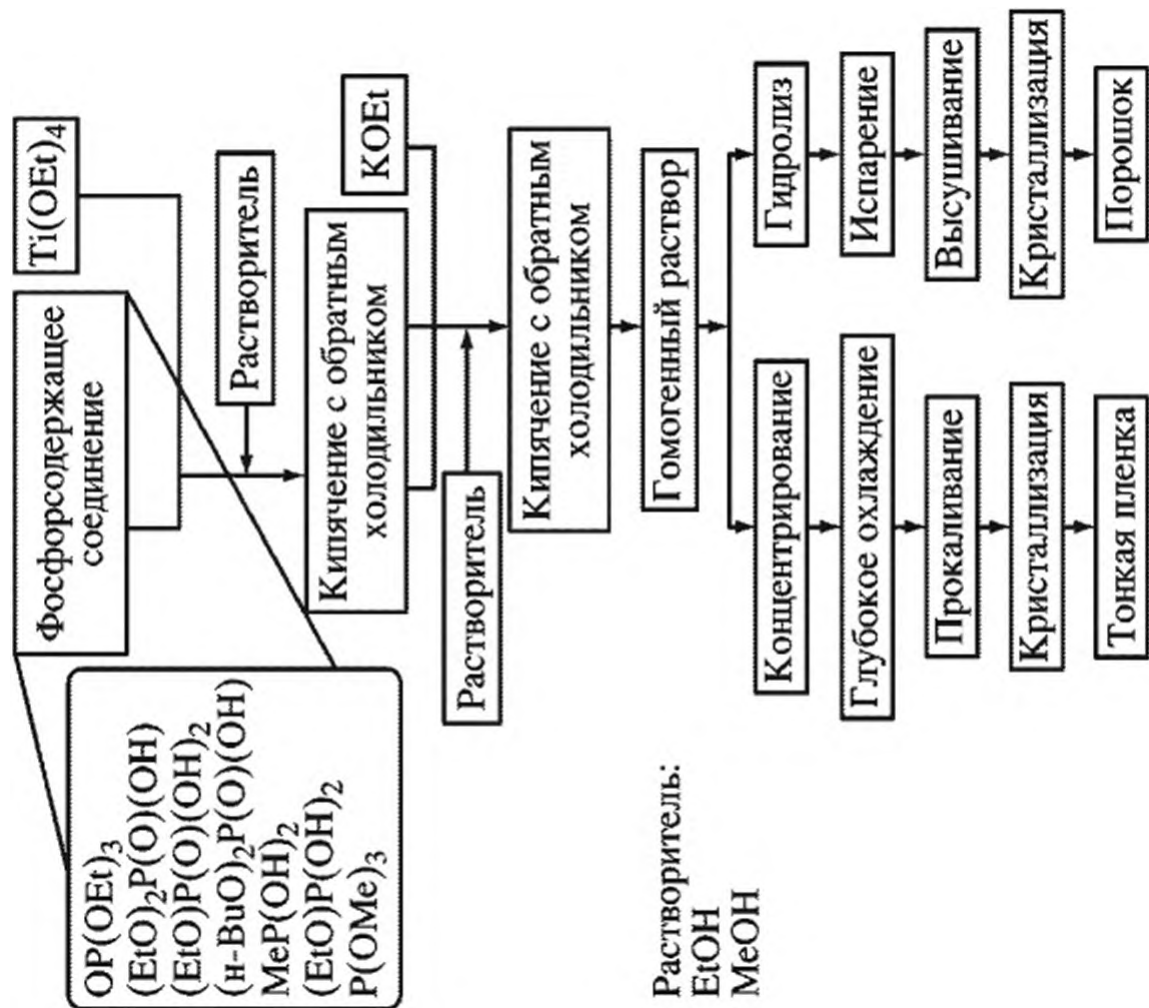 Фосфорсодержащее
соединение
Ti(OEt)₄
OP(OEt)₃
(EtO)₂P(O)(OH)
(EtO)P(O)(OH)₂
(н-BuO)₂P(O)(OH)
MeP(OH)₂
(EtO)P(OH)₂
P(OMe)₃
Растворитель
Кипячение с обратным
холодильником
KOEt
Растворитель
Кипячение с обратным
холодильником
Гомогенный раствор
Концентрирование
Глубокое охлаждение
Прокаливание
Кристаллизация
Тонкая пленка
Гидролиз
Испарение
Высушивание
Кристаллизация
Порошок
Растворитель:
EtOH
MeOH